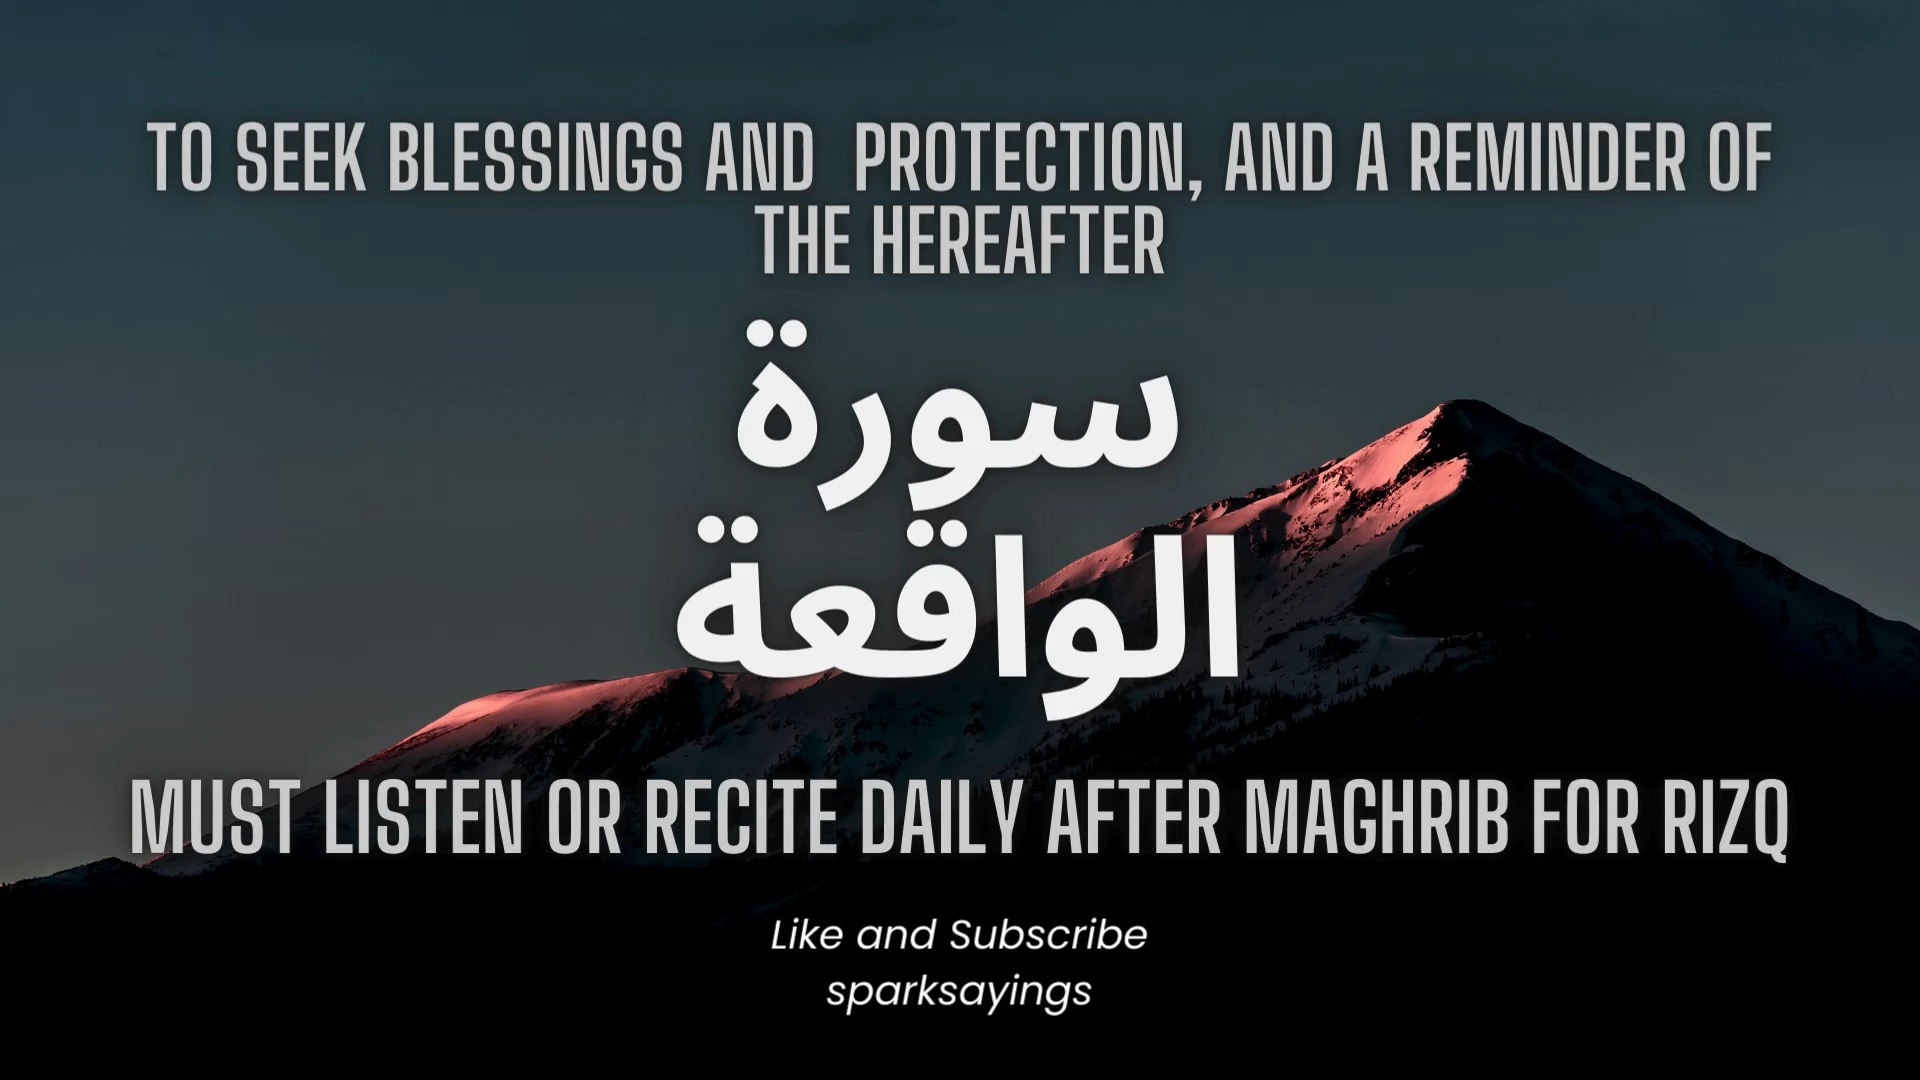 TO SEEK BLESSINGS AND PROTECTION, AND A REMINDER OF
THE HEREAFTER
سورة
الواقعة
MUST LISTEN OR RECITE DAILY AFTER MAGHRIB FOR RIZQ
Like and Subscribe
sparksayings